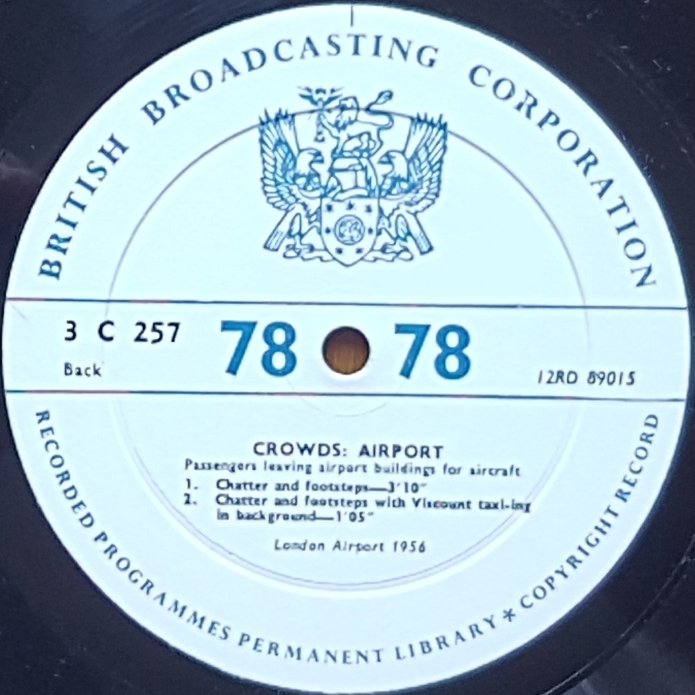 BRITISH BROADCASTING CORPORATION
3 C 257
Back
78 78
12RD 89015
CROWDS: AIRPORT
Passengers leaving airport buildings for aircraft
1. Chatter and footsteps—3'10"
2. Chatter and footsteps with Viscount taxi-ing
in background—1'05"
London Airport 1956
RECORDED PROGRAMMES PERMANENT LIBRARY * COPYRIGHT RECORD